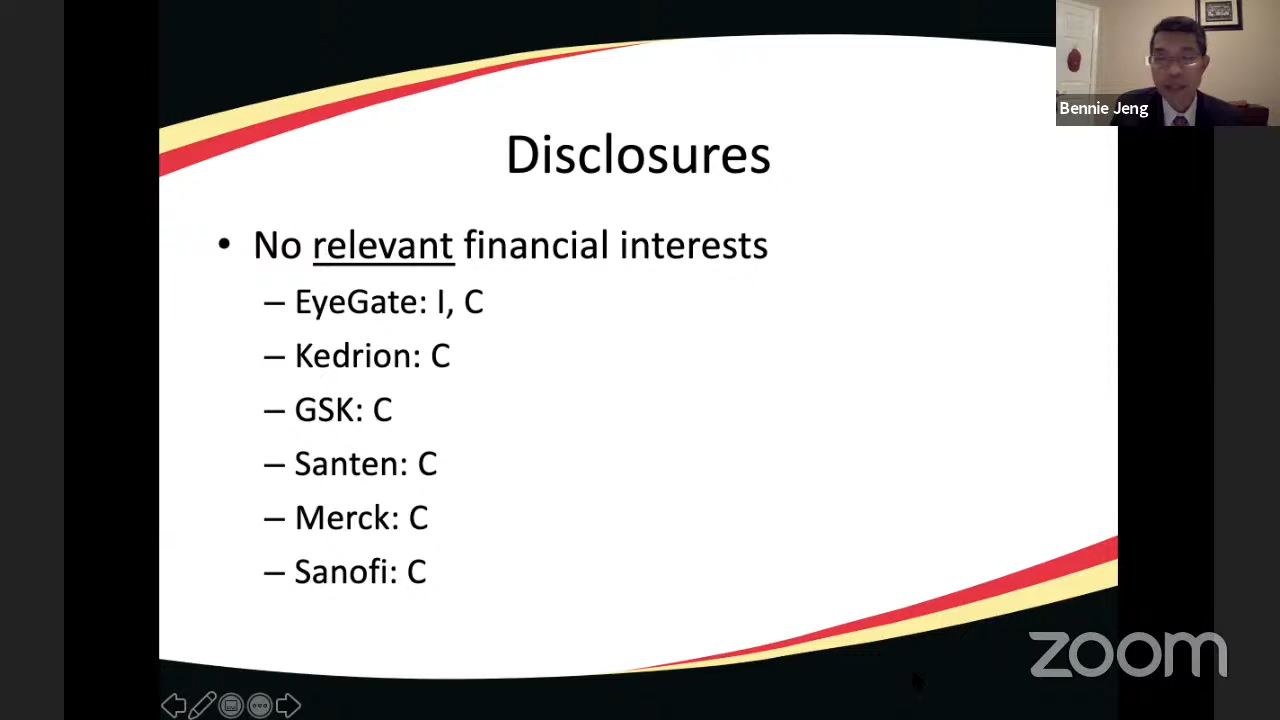 Bennie Jeng
Disclosures
• No relevant financial interests
– EyeGate: I, C
– Kedrion: C
– GSK: C
– Santen: C
– Merck: C
– Sanofi: C
zoom